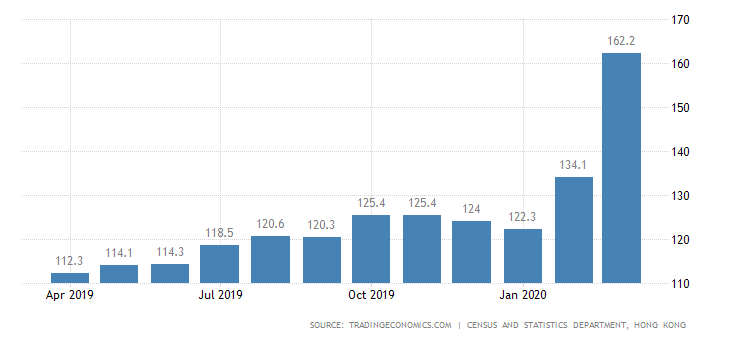 170
162.2
160
150
140
134.1
130
125.4 125.4 124 122.3
118.5 120.6 120.3
120
112.3 114.1 114.3
110
Apr 2019 Jul 2019 Oct 2019 Jan 2020
SOURCE: TRADINGECONOMICS.COM | CENSUS AND STATISTICS DEPARTMENT, HONG KONG